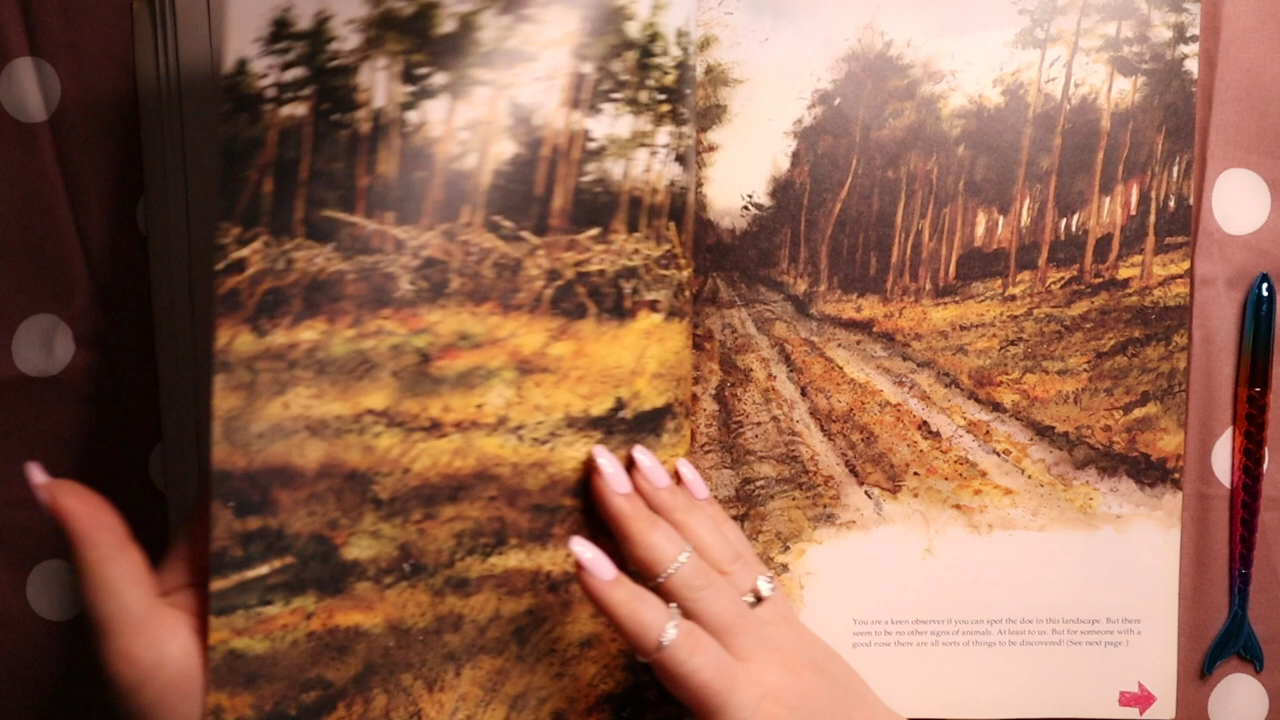 You are a keen observer if you can spot the doe in this landscape. But there
seem to be no other signs of animals. At least to us. But for someone with a
good nose there are all sorts of things to be discovered! (See next page.)